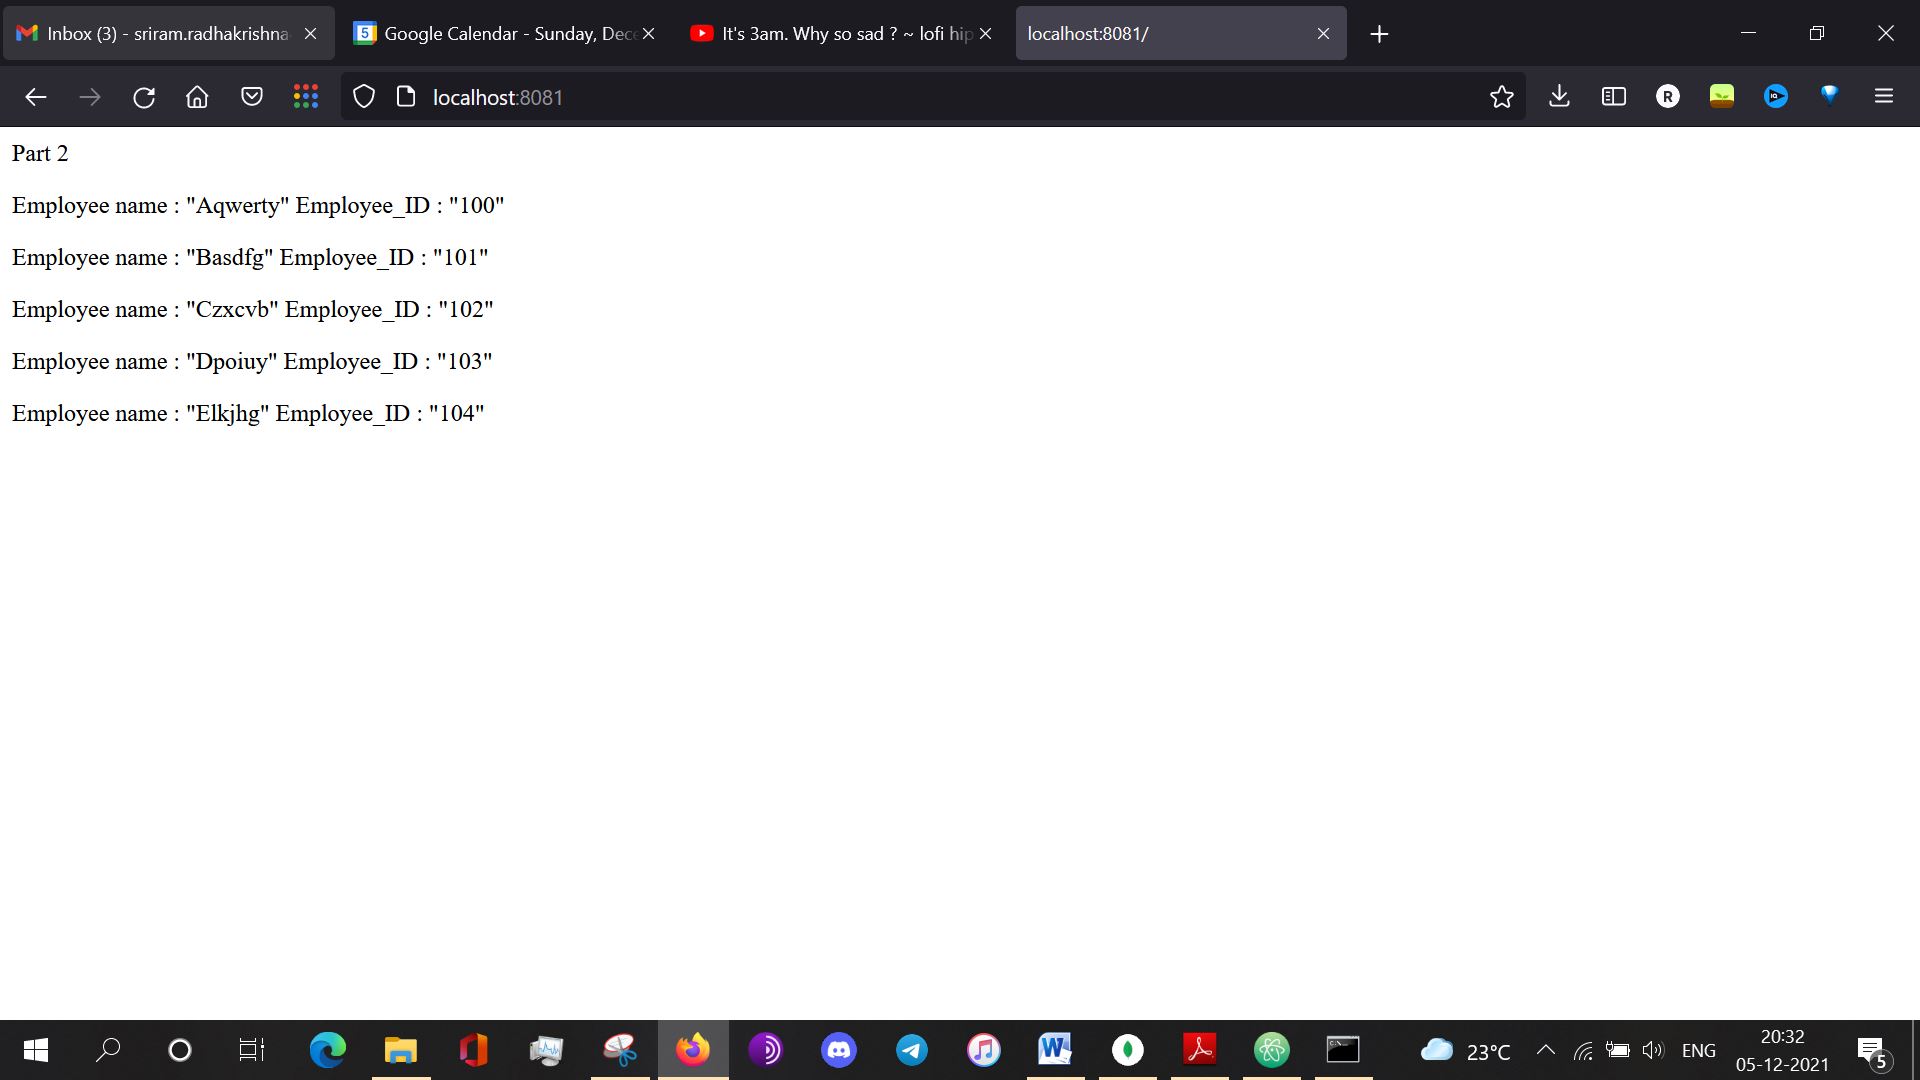 Inbox (3) - sriram.radhakrishna
Google Calendar - Sunday, Dece
It's 3am. Why so sad ? ~ lofi hip
localhost:8081/
localhost:8081
Part 2
Employee name : "Aqwerty" Employee_ID : "100"
Employee name : "Basdfg" Employee_ID : "101"
Employee name : "Czxcvb" Employee_ID : "102"
Employee name : "Dpoiuy" Employee_ID : "103"
Employee name : "Elkjhg" Employee_ID : "104"
23°C
ENG
20:32
05-12-2021
5